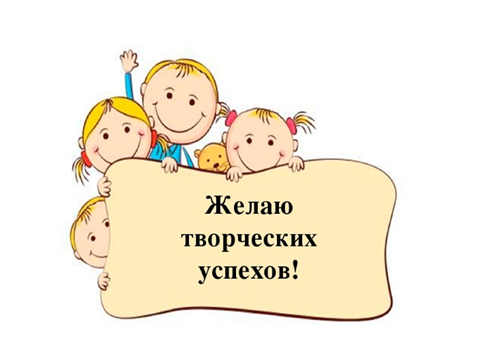 Желаю
творческих
успехов!